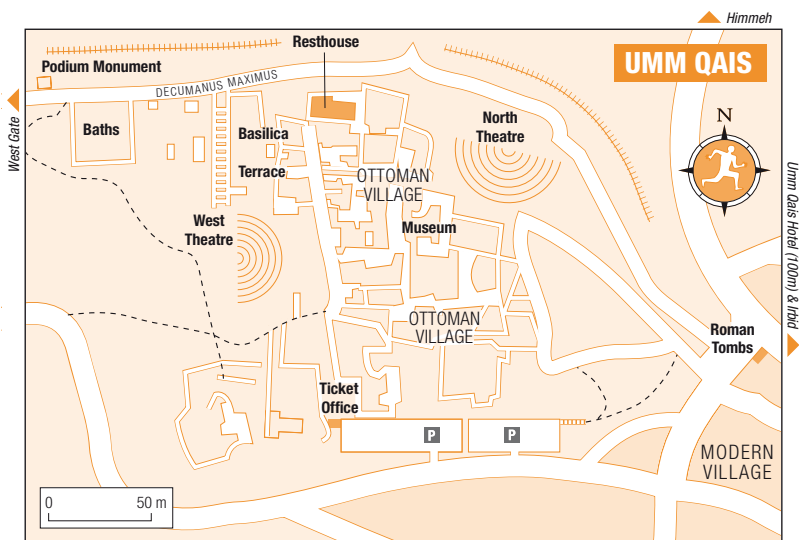 Himmeh
Resthouse
UMM QAIS
Podium Monument
DECUMANUS MAXIMUS
N
West Gate
Baths
Basilica
North
Theatre
Terrace
OTTOMAN
VILLAGE
Umm Qais Hotel (100m) & Irbid
West
Theatre
Museum
OTTOMAN
VILLAGE
Roman
Tombs
Ticket
Office
P
P
MODERN
VILLAGE
0
50 m